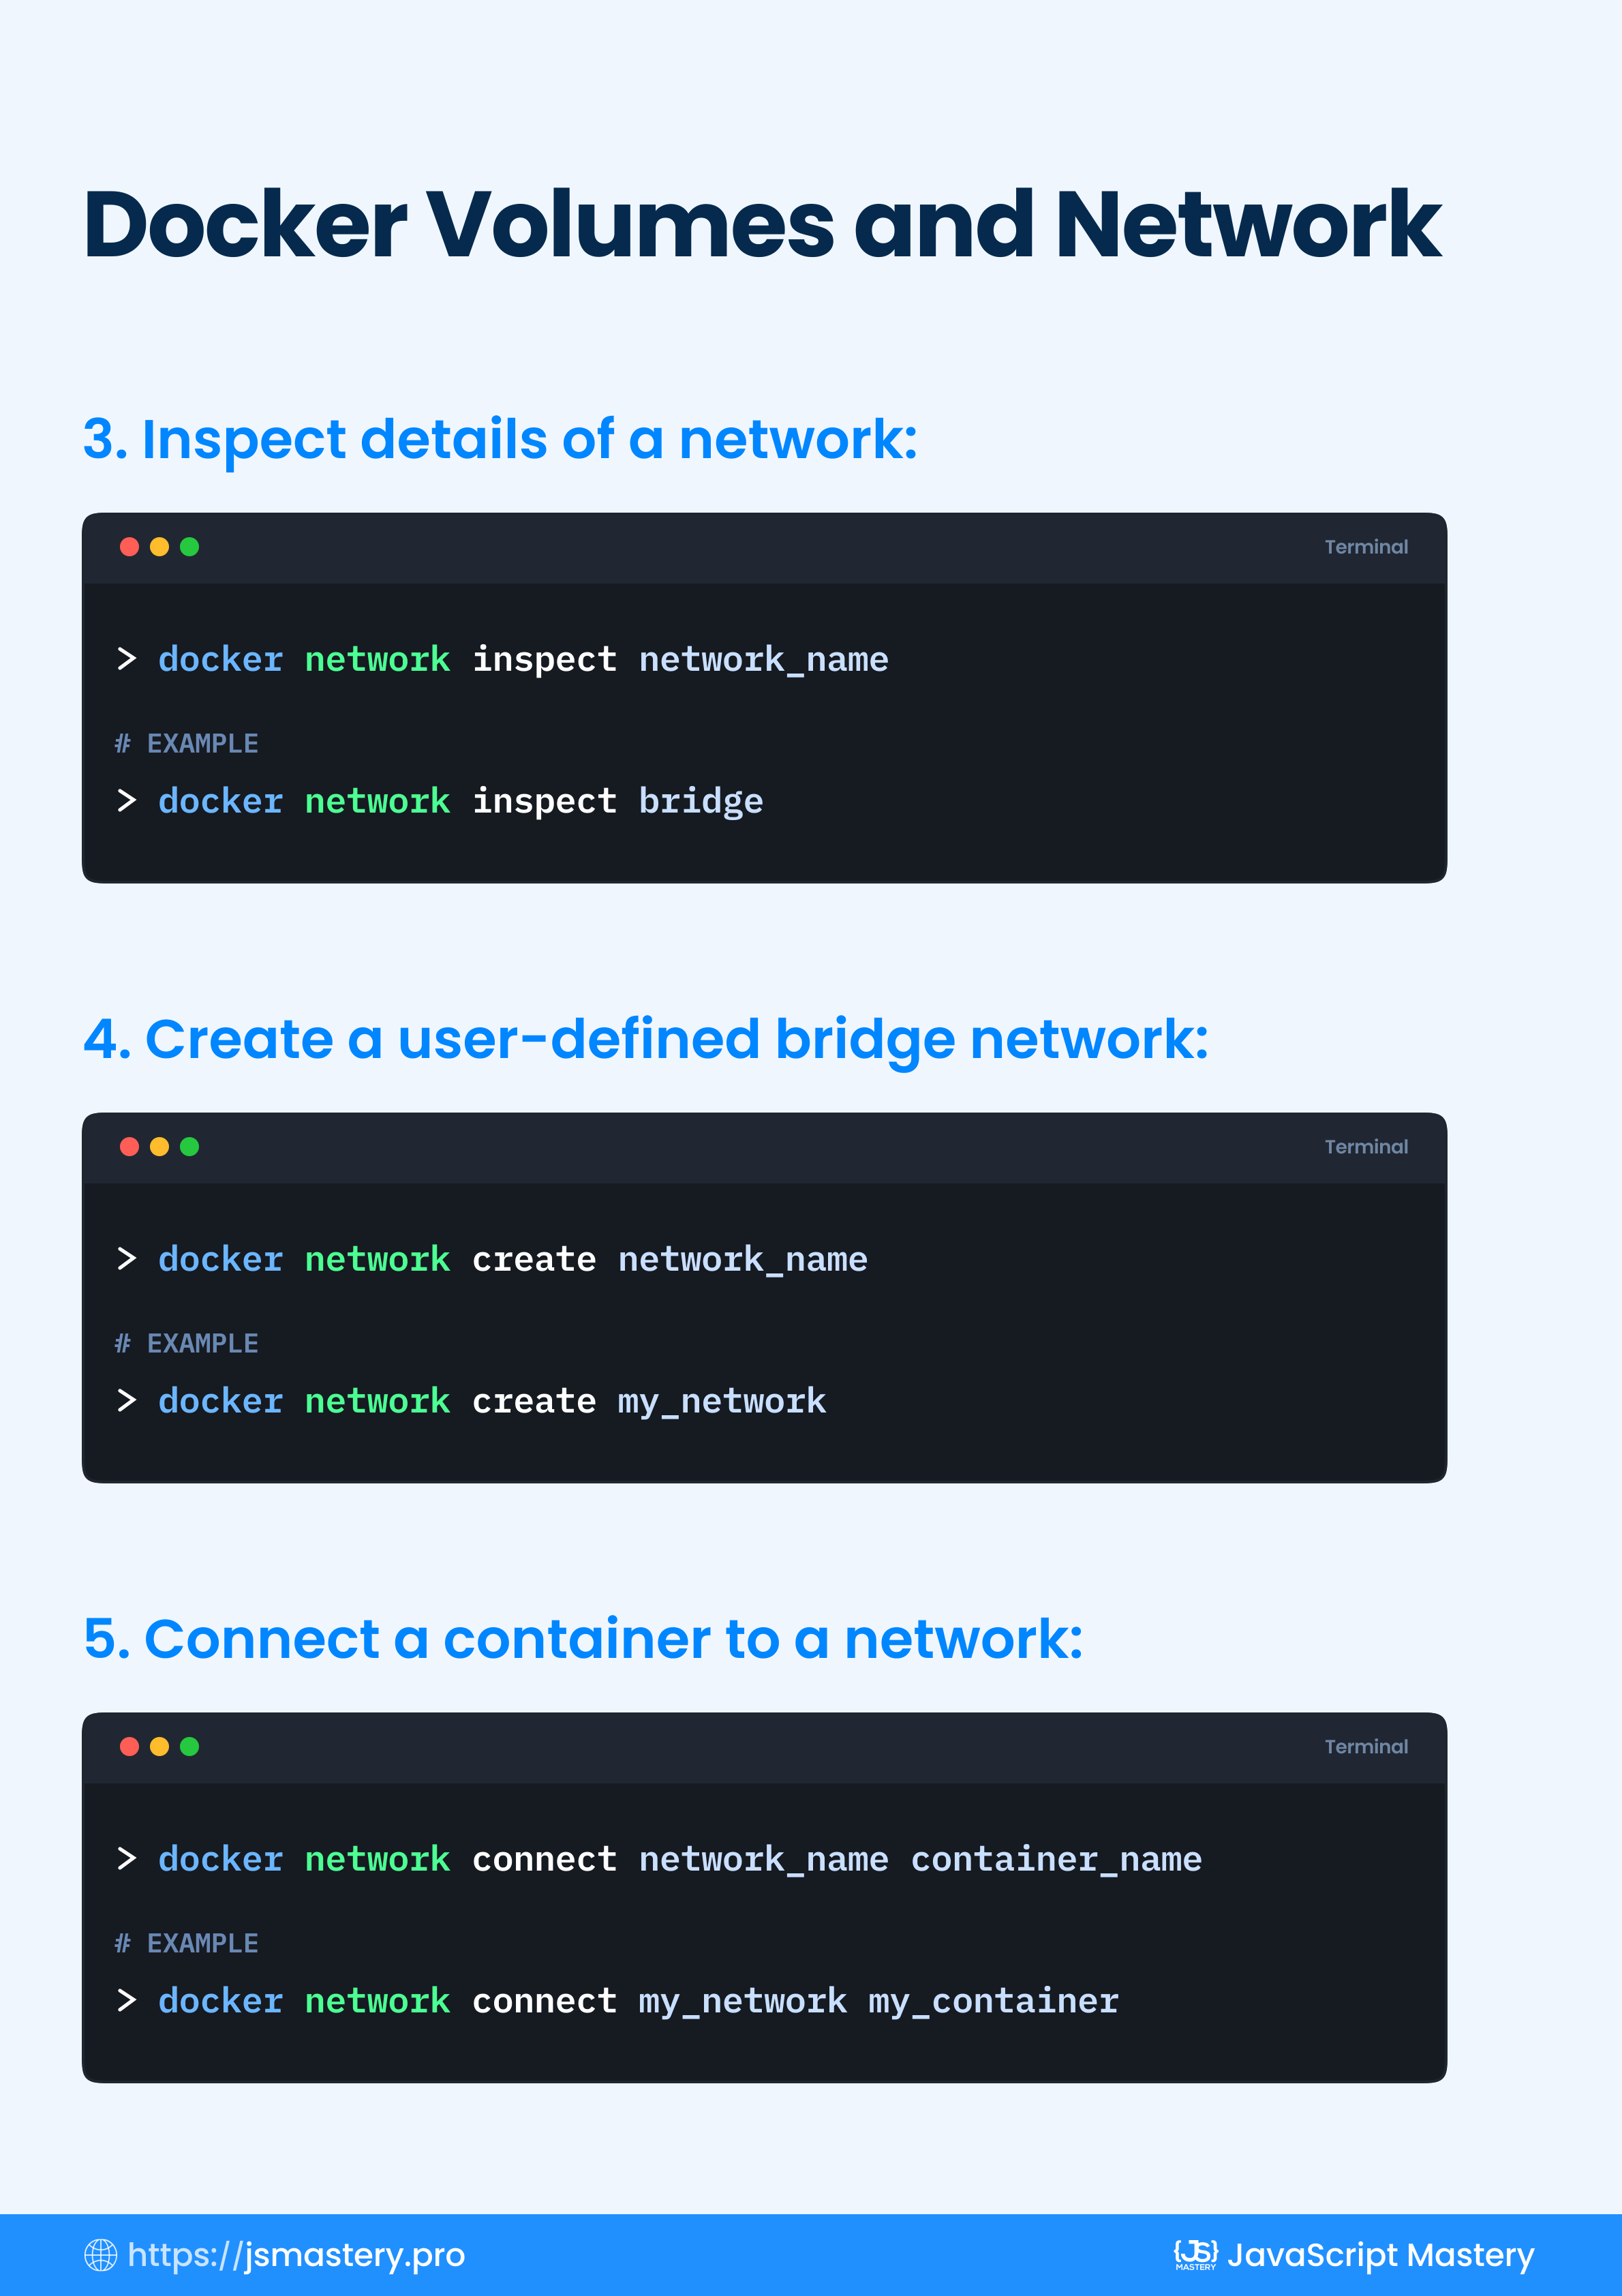 Docker Volumes and Network
3. Inspect details of a network:
Terminal
> docker network inspect network_name
# EXAMPLE
> docker network inspect bridge
4. Create a user-defined bridge network:
Terminal
> docker network create network_name
# EXAMPLE
> docker network create my_network
5. Connect a container to a network:
Terminal
> docker network connect network_name container_name
# EXAMPLE
> docker network connect my_network my_container
https://jsmastery.pro
{JS} MASTERY JavaScript Mastery